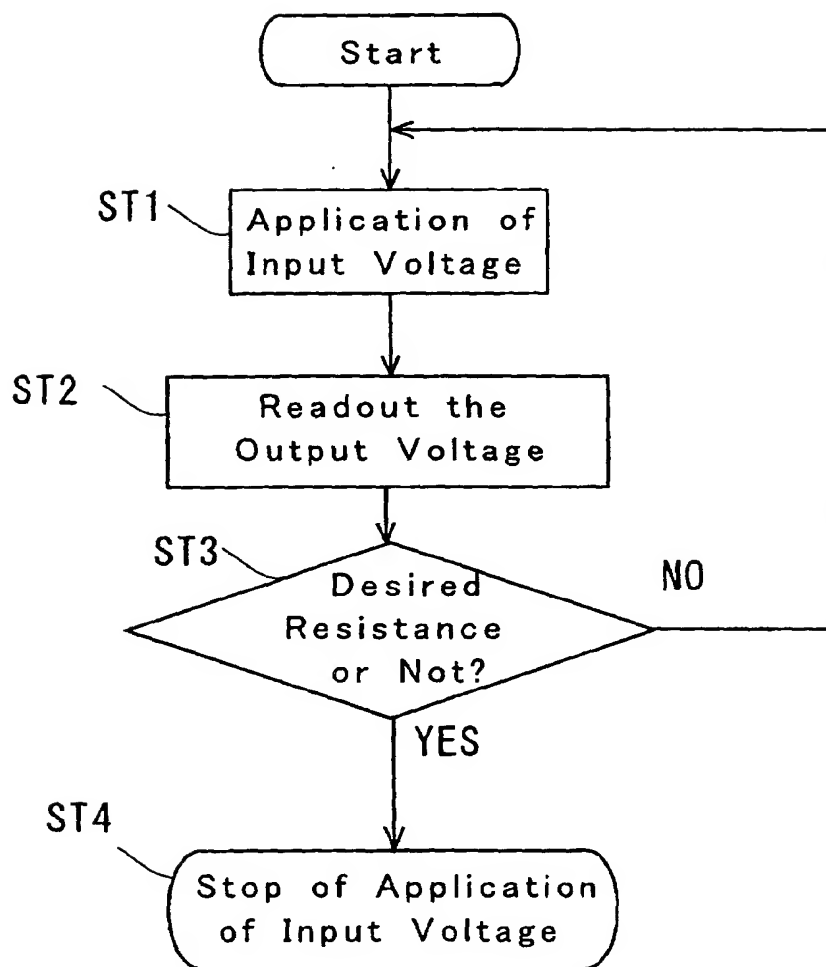 Start
ST1
Application of
Input Voltage
ST2
Readout the
Output Voltage
ST3
Desired
Resistance
or Not?
NO
YES
ST4
Stop of Application
of Input Voltage